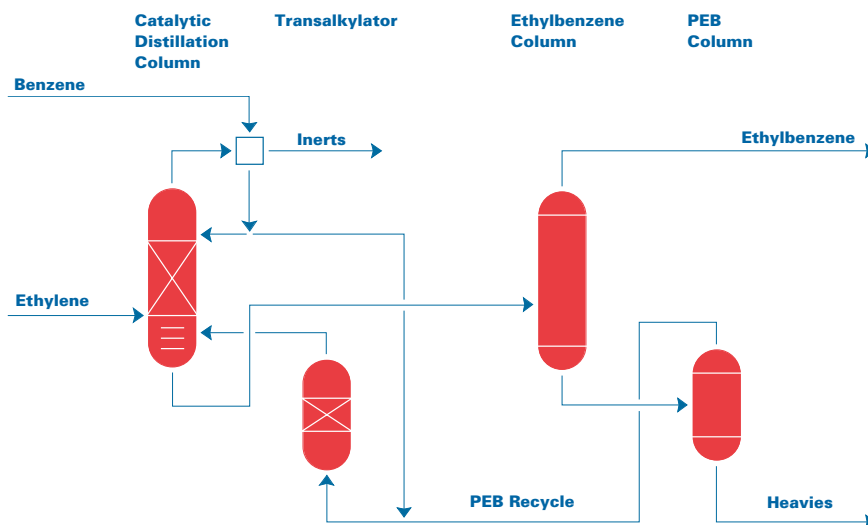 Catalytic
Distillation
Column
Transalkylator
Ethylbenzene
Column
PEB
Column
Benzene
Inerts
Ethylbenzene
Ethylene
PEB Recycle
Heavies